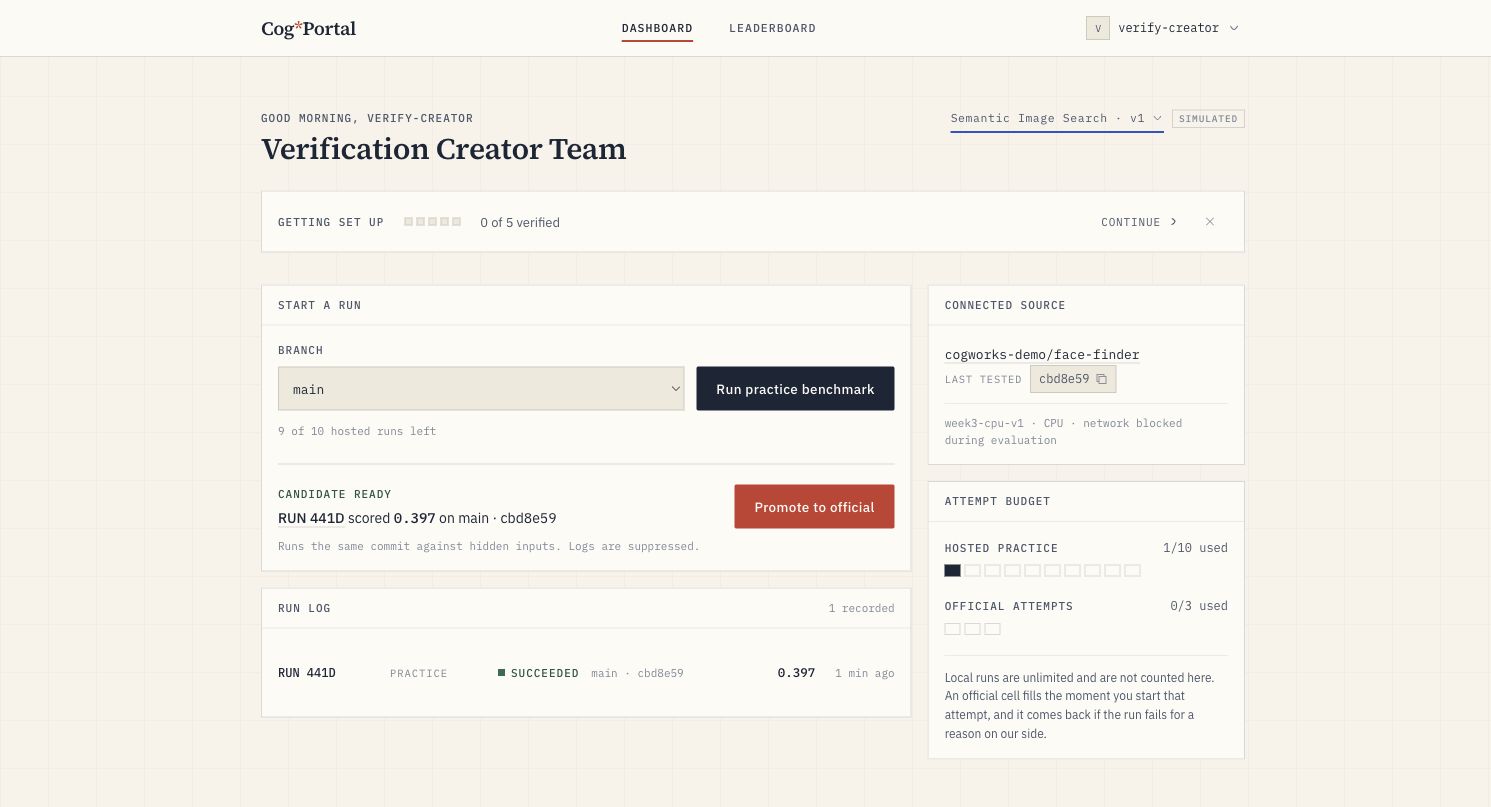 Cog*Portal
DASHBOARD
LEADERBOARD
V
verify-creator
GOOD MORNING, VERIFY-CREATOR
Verification Creator Team
Semantic Image Search · v1
SIMULATED
GETTING SET UP
0 of 5 verified
CONTINUE
START A RUN
BRANCH
main
Run practice benchmark
9 of 10 hosted runs left
CANDIDATE READY
RUN 441D scored 0.397 on main · cbd8e59
Promote to official
Runs the same commit against hidden inputs. Logs are suppressed.
RUN LOG
1 recorded
RUN 441D
PRACTICE
SUCCEEDED
main · cbd8e59
0.397
1 min ago
CONNECTED SOURCE
cogworks-demo/face-finder
LAST TESTED cbd8e59
week3-cpu-v1 · CPU · network blocked
during evaluation
ATTEMPT BUDGET
HOSTED PRACTICE
1/10 used
OFFICIAL ATTEMPTS
0/3 used
Local runs are unlimited and are not counted here.
An official cell fills the moment you start that
attempt, and it comes back if the run fails for a
reason on our side.